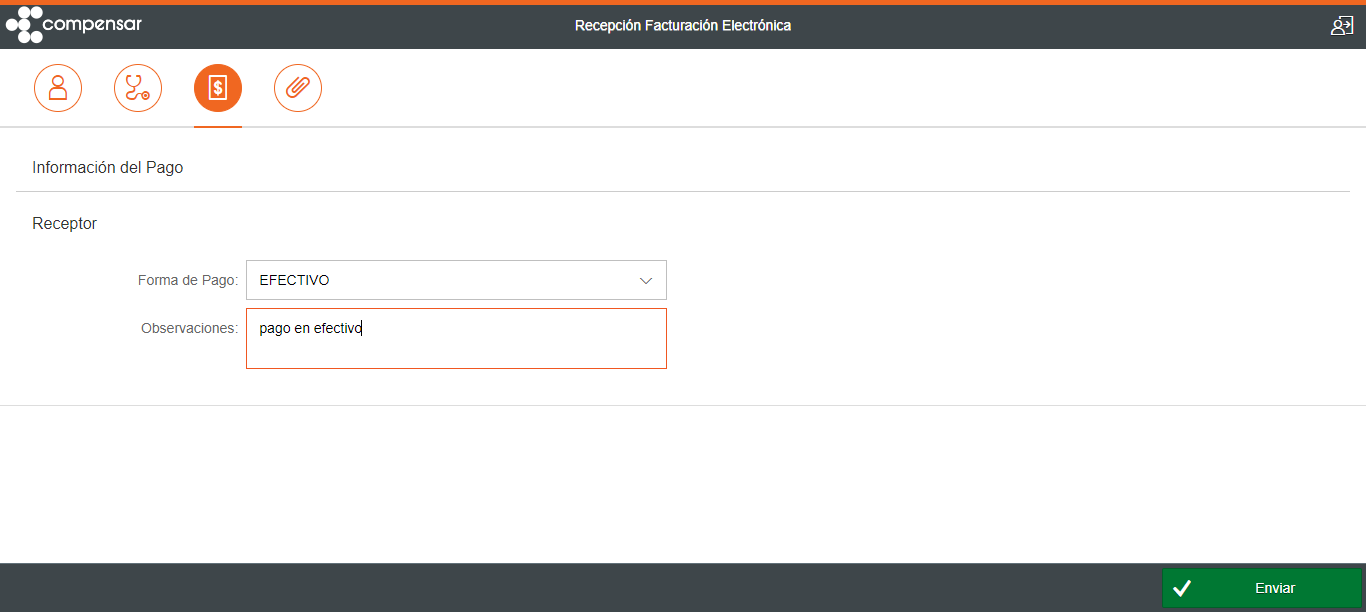 compensar
Recepción Facturación Electrónica
$
Información del Pago
Receptor
Forma de Pago: EFECTIVO
Observaciones: pago en efectivo
Enviar